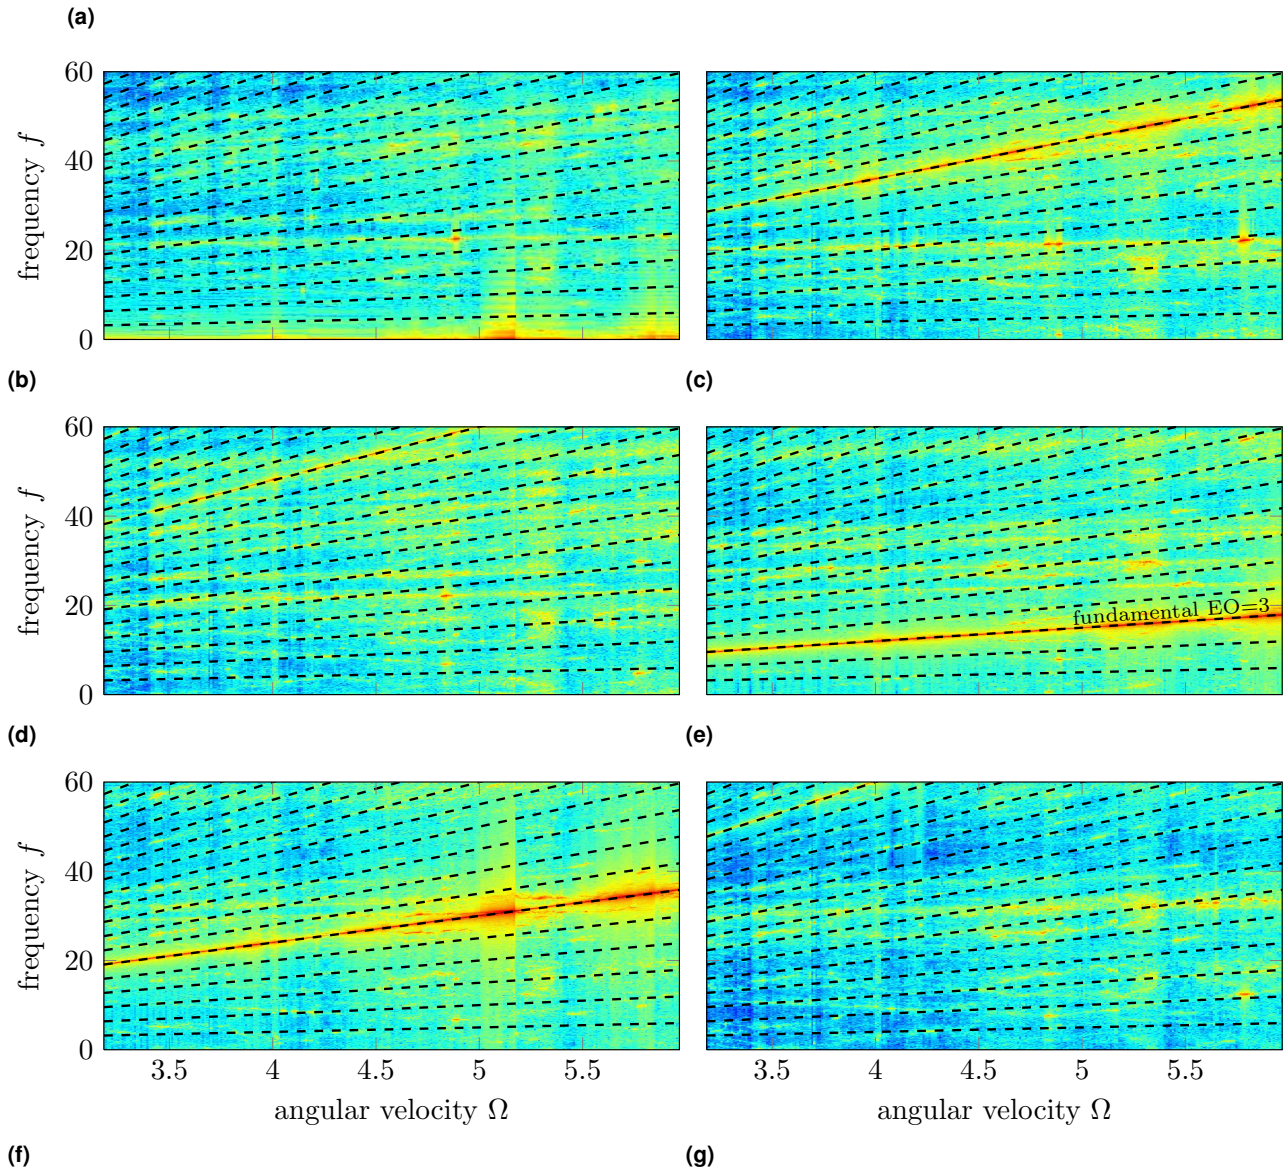 (a)
60
40
20
0
frequency f
(b)
(c)
60
40
20
0
frequency f
fundamental EO=3
(d)
(e)
60
40
20
0
frequency f
3.5 4 4.5 5 5.5
3.5 4 4.5 5 5.5
angular velocity Ω
angular velocity Ω
(f)
(g)